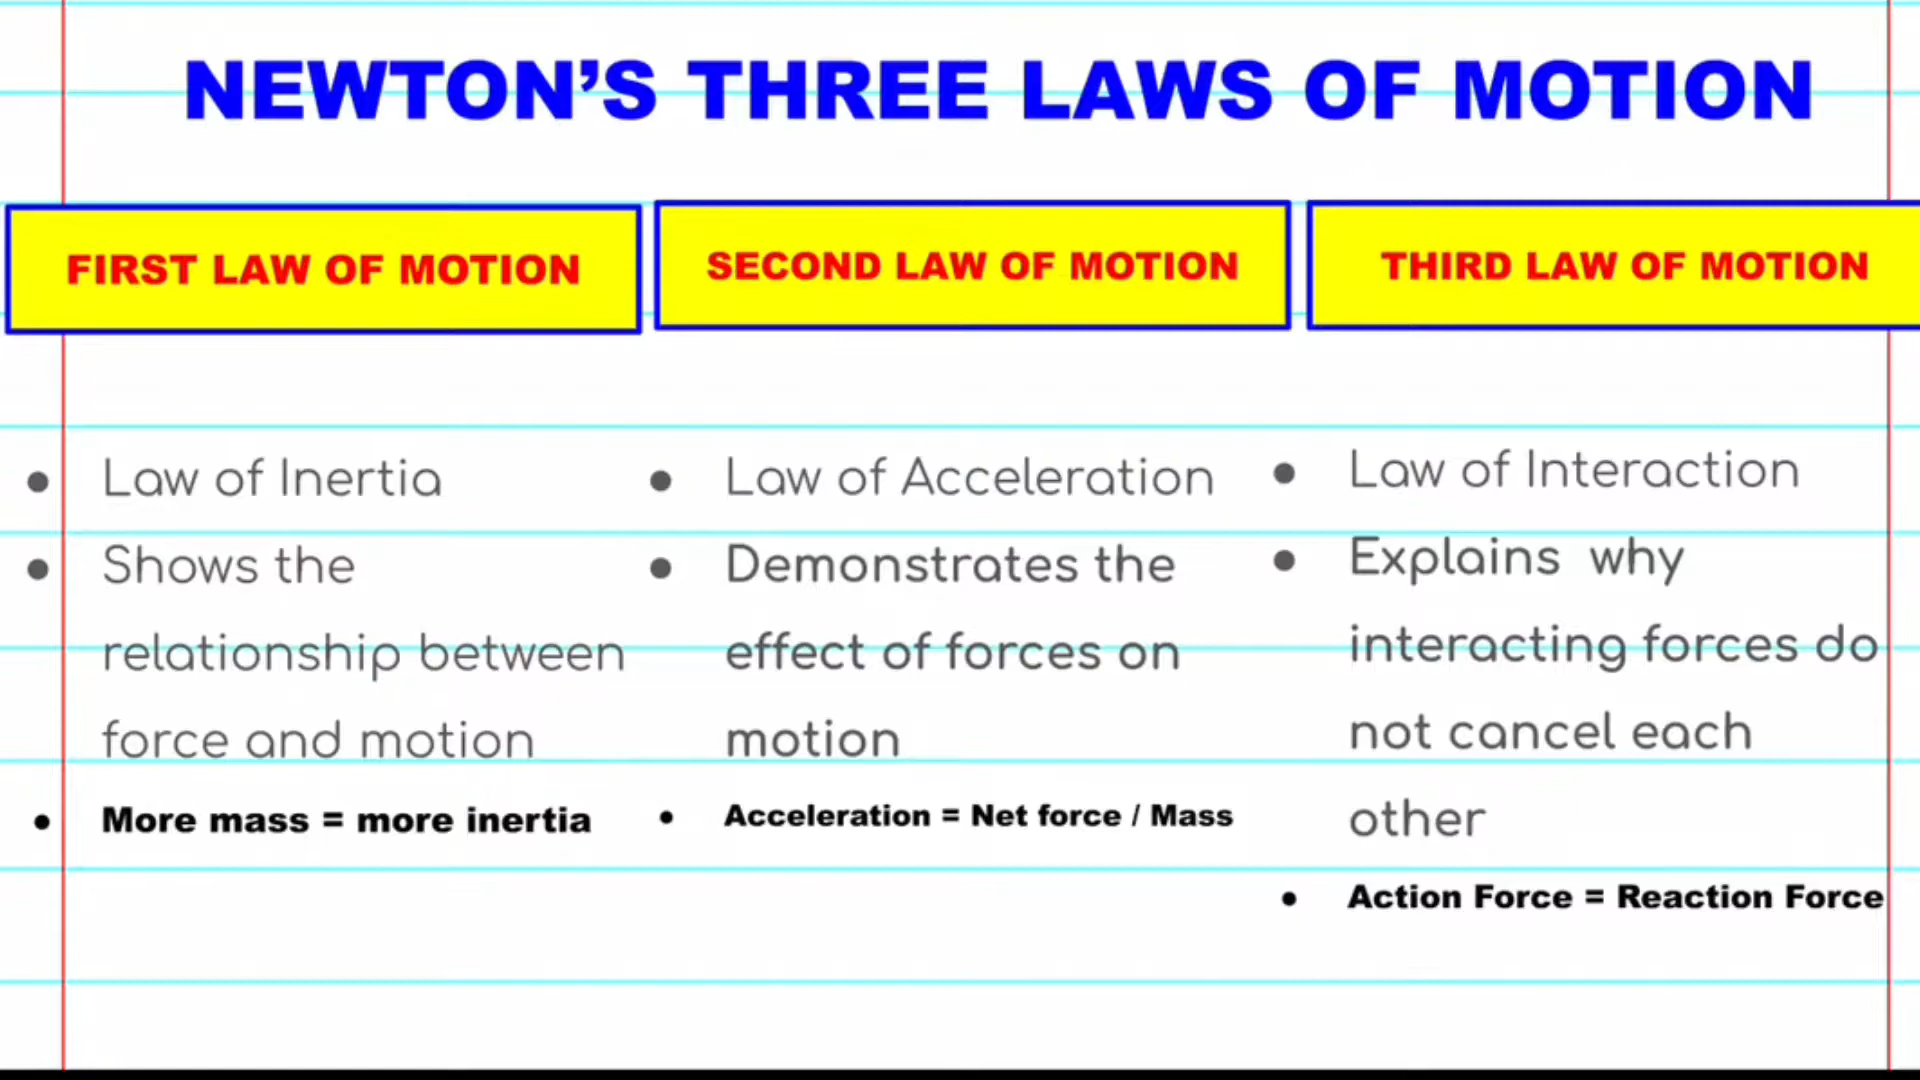 NEWTON’S THREE LAWS OF MOTION
FIRST LAW OF MOTION
● Law of Inertia
● Shows the
relationship between
force and motion
● More mass = more inertia
SECOND LAW OF MOTION
● Law of Acceleration
● Demonstrates the
effect of forces on
motion
● Acceleration = Net force / Mass
THIRD LAW OF MOTION
● Law of Interaction
● Explains  why
interacting forces do
not cancel each
other
● Action Force = Reaction Force